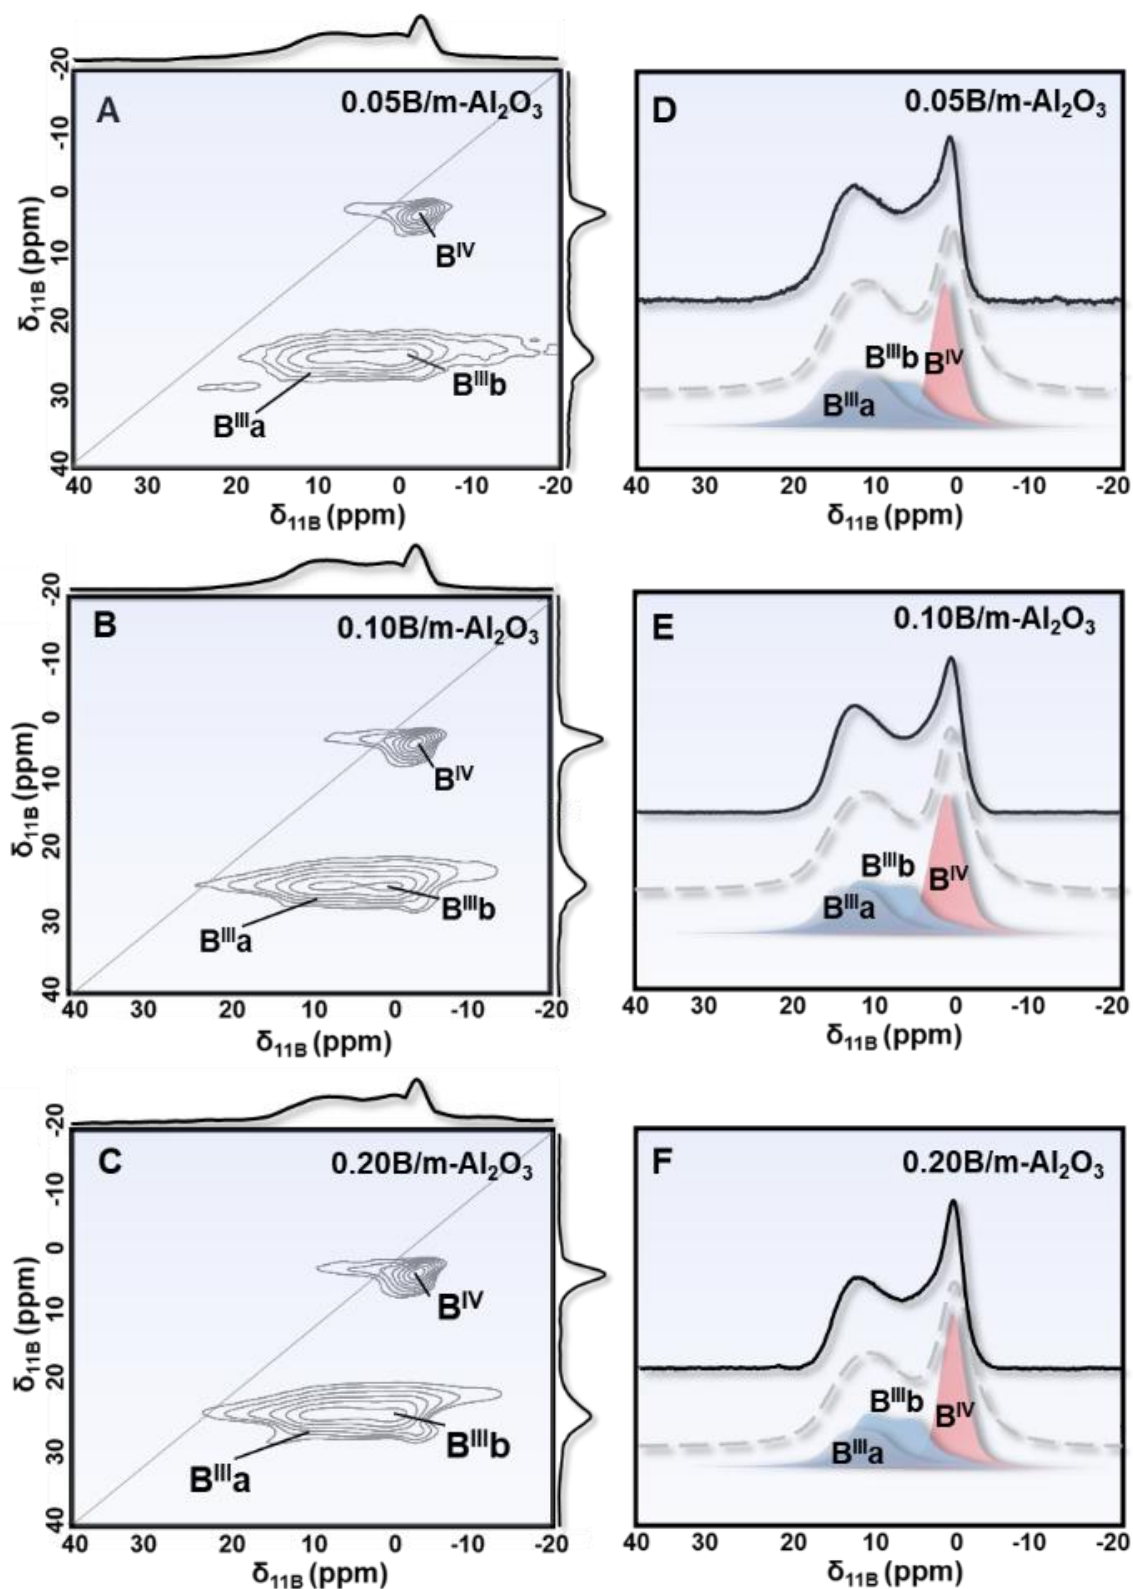 A 0.05B/m-Al₂O₃
-20
-10
0
10
20
30
40
δ₁₁B (ppm)
Bᴵⱽ
Bᴵᴵᴵb
Bᴵᴵᴵa
40 30 20 10 0 -10 -20
δ₁₁B (ppm)
D 0.05B/m-Al₂O₃
Bᴵᴵᴵb Bᴵⱽ
Bᴵᴵᴵa
40 30 20 10 0 -10 -20
δ₁₁B (ppm)
B 0.10B/m-Al₂O₃
-20
-10
0
10
20
30
40
δ₁₁B (ppm)
Bᴵⱽ
Bᴵᴵᴵb
Bᴵᴵᴵa
40 30 20 10 0 -10 -20
δ₁₁B (ppm)
E 0.10B/m-Al₂O₃
Bᴵᴵᴵb
Bᴵⱽ
Bᴵᴵᴵa
40 30 20 10 0 -10 -20
δ₁₁B (ppm)
C 0.20B/m-Al₂O₃
-20
-10
0
10
20
30
40
δ₁₁B (ppm)
Bᴵⱽ
Bᴵᴵᴵb
Bᴵᴵᴵa
40 30 20 10 0 -10 -20
δ₁₁B (ppm)
F 0.20B/m-Al₂O₃
Bᴵᴵᴵb
Bᴵⱽ
Bᴵᴵᴵa
40 30 20 10 0 -10 -20
δ₁₁B (ppm)